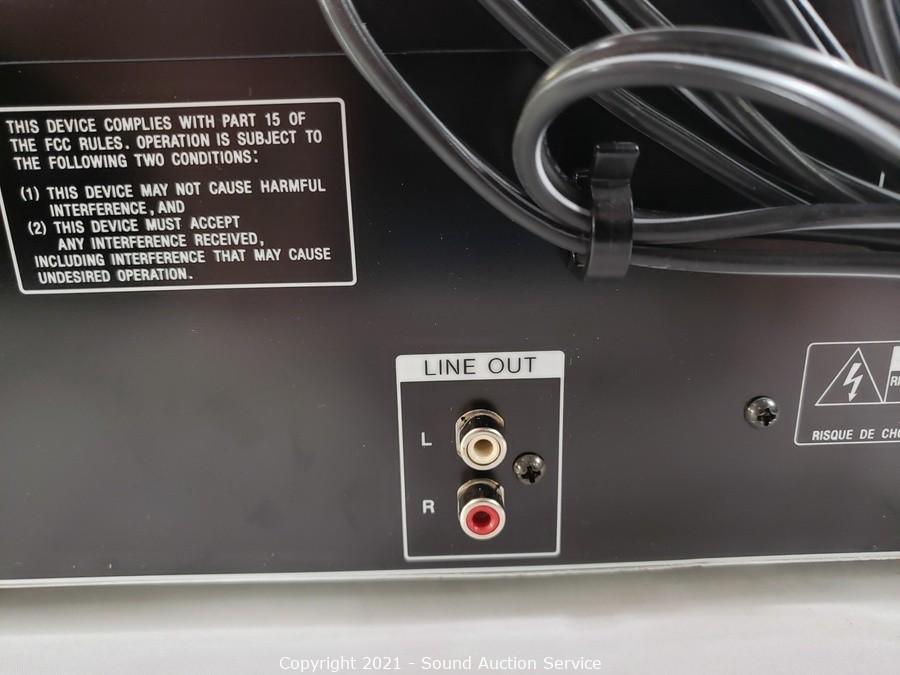 THIS DEVICE COMPLIES WITH PART 15 OF
THE FCC RULES. OPERATION IS SUBJECT TO
THE FOLLOWING TWO CONDITIONS:
(1) THIS DEVICE MAY NOT CAUSE HARMFUL
INTERFERENCE, AND
(2) THIS DEVICE MUST ACCEPT
ANY INTERFERENCE RECEIVED,
INCLUDING INTERFERENCE THAT MAY CAUSE
UNDESIRED OPERATION.
LINE OUT
L
R
RISQUE DE
Copyright 2021 - Sound Auction Service